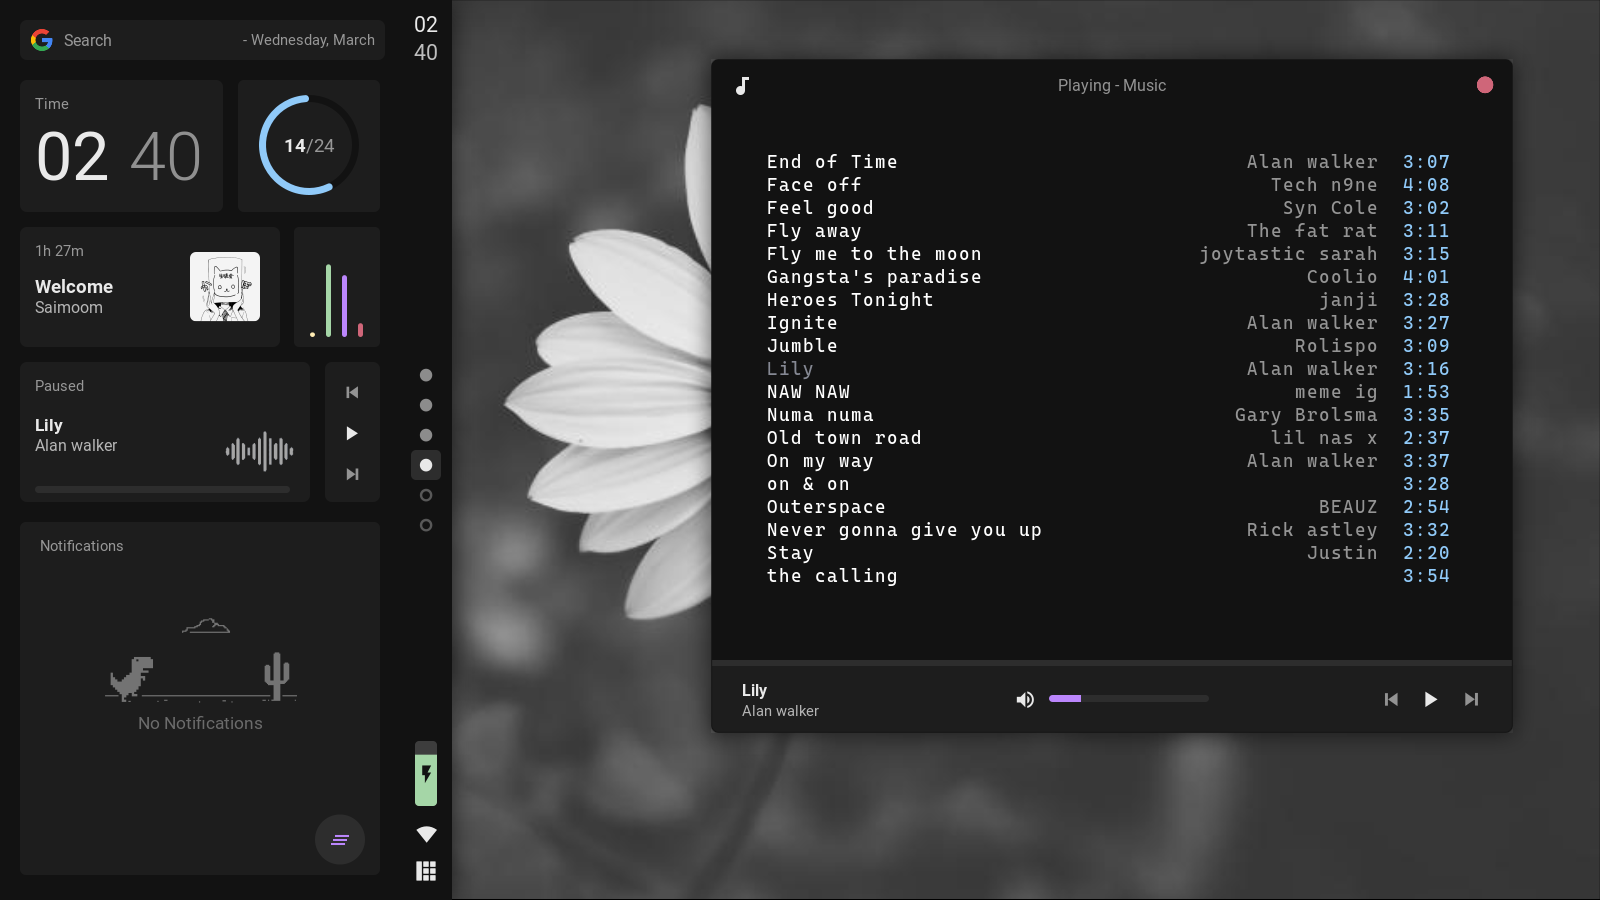 Search - Wednesday, March
Time
02 40
14/24
1h 27m
Welcome
Saimoom
Paused
Lily
Alan walker
Notifications
No Notifications
02
40
Playing - Music
End of Time Alan walker 3:07
Face off Tech n9ne 4:08
Feel good Syn Cole 3:02
Fly away The fat rat 3:11
Fly me to the moon joytastic sarah 3:15
Gangsta's paradise Coolio 4:01
Heroes Tonight janji 3:28
Ignite Alan walker 3:27
Jumble Rolispo 3:09
Lily Alan walker 3:16
NAW NAW meme ig 1:53
Numa numa Gary Brolsma 3:35
Old town road lil nas x 2:37
On my way Alan walker 3:37
on & on 3:28
Outerspace BEAUZ 2:54
Never gonna give you up Rick astley 3:32
Stay Justin 2:20
the calling 3:54
Lily
Alan walker